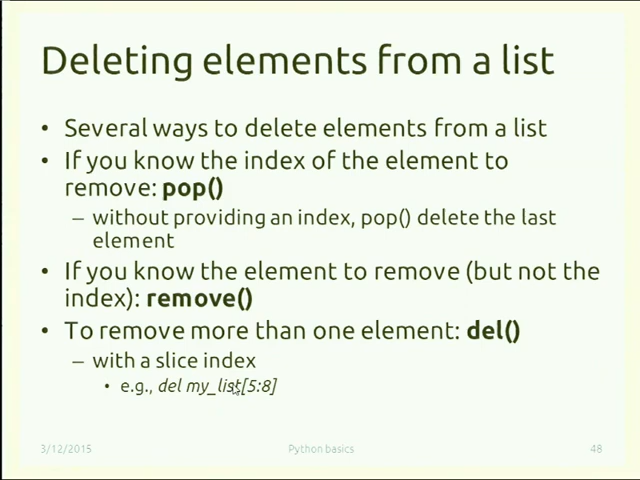 Deleting elements from a list
• Several ways to delete elements from a list
• If you know the index of the element to
remove: pop()
– without providing an index, pop() delete the last
element
• If you know the element to remove (but not the
index): remove()
• To remove more than one element: del()
– with a slice index
• e.g., del my_list[5:8]
3/12/2015 Python basics 48